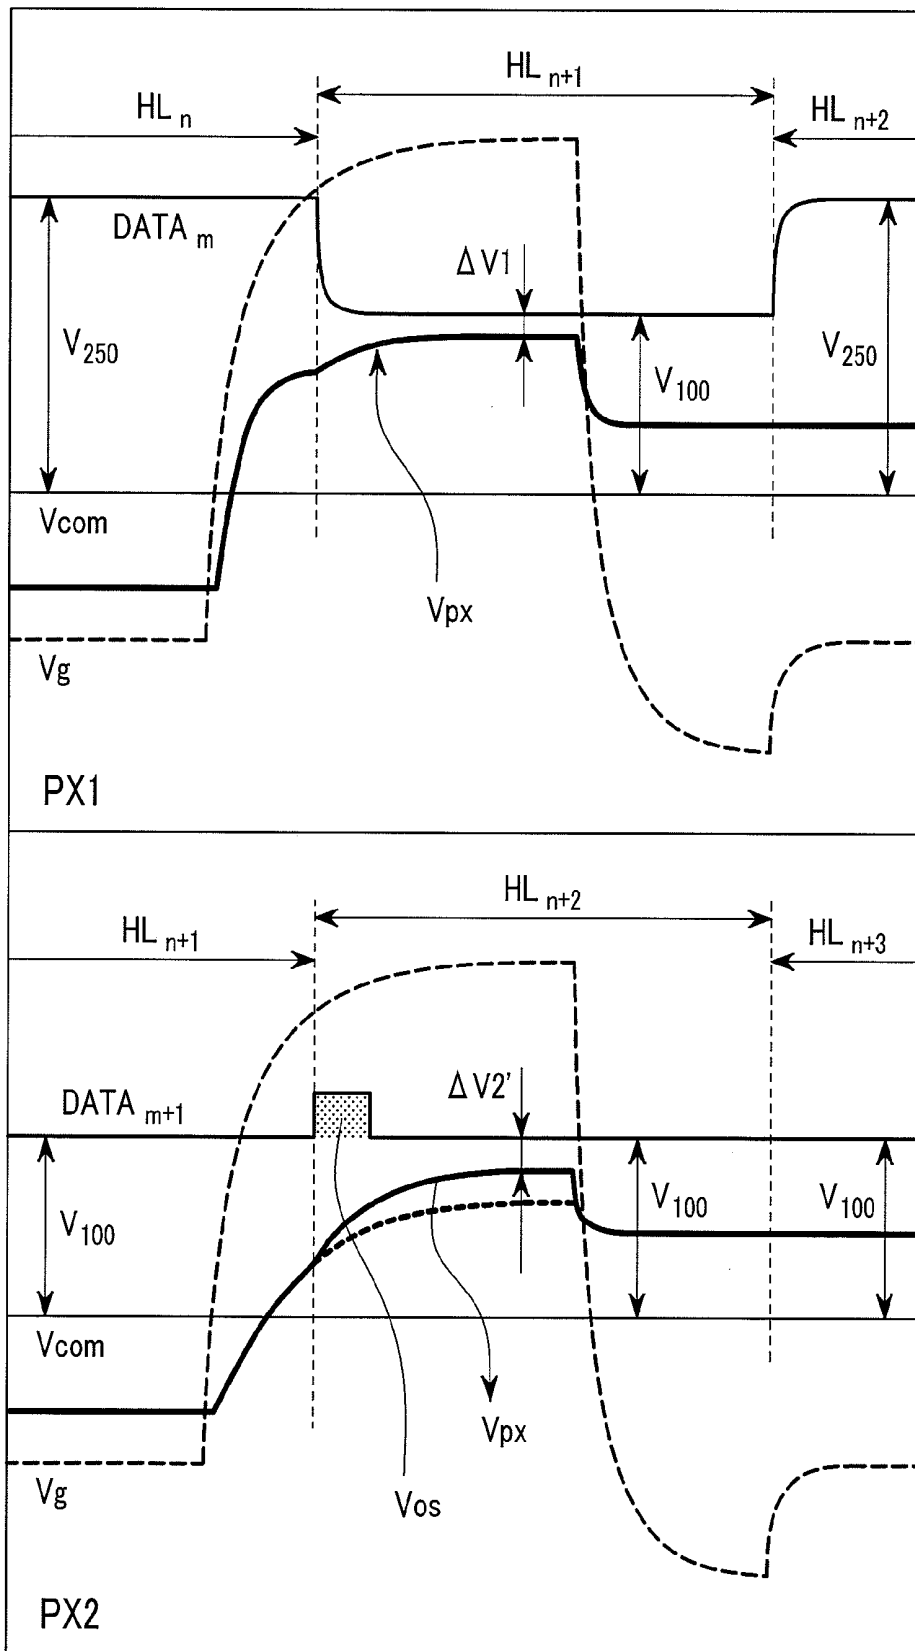 HL n+1
HL n
HL n+2
DATA m
ΔV1
V250
V100
V250
Vcom
Vpx
Vg
PX1
HL n+2
HL n+1
HL n+3
DATA m+1
ΔV2'
V100
V100
V100
Vcom
Vpx
Vg
Vos
PX2